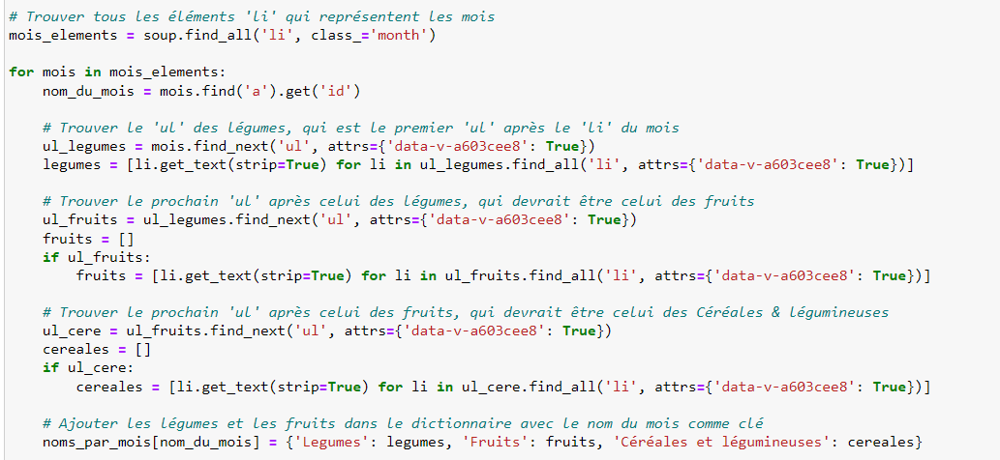 # Trouver tous les éléments 'li' qui représentent les mois
mois_elements = soup.find_all('li', class_='month')
for mois in mois_elements:
    nom_du_mois = mois.find('a').get('id')
    # Trouver le 'ul' des légumes, qui est le premier 'ul' après le 'li' du mois
    ul_legumes = mois.find_next('ul', attrs={'data-v-a603cee8': True})
    legumes = [li.get_text(strip=True) for li in ul_legumes.find_all('li', attrs={'data-v-a603cee8': True})]
    # Trouver le prochain 'ul' après celui des légumes, qui devrait être celui des fruits
    ul_fruits = ul_legumes.find_next('ul', attrs={'data-v-a603cee8': True})
    fruits = []
    if ul_fruits:
        fruits = [li.get_text(strip=True) for li in ul_fruits.find_all('li', attrs={'data-v-a603cee8': True})]
    # Trouver le prochain 'ul' après celui des fruits, qui devrait être celui des Céréales & légumineuses
    ul_cere = ul_fruits.find_next('ul', attrs={'data-v-a603cee8': True})
    cereales = []
    if ul_cere:
        cereales = [li.get_text(strip=True) for li in ul_cere.find_all('li', attrs={'data-v-a603cee8': True})]
    # Ajouter les légumes et les fruits dans le dictionnaire avec le nom du mois comme clé
    noms_par_mois[nom_du_mois] = {'Legumes': legumes, 'Fruits': fruits, 'Céréales et légumineuses': cereales}